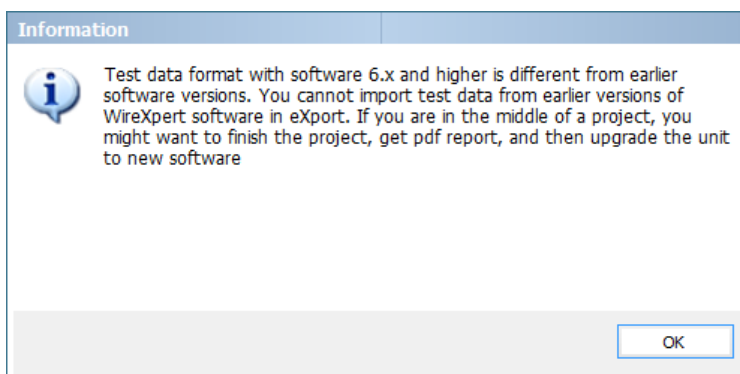 Information
Test data format with software 6.x and higher is different from earlier
software versions. You cannot import test data from earlier versions of
WireXpert software in eXport. If you are in the middle of a project, you
might want to finish the project, get pdf report, and then upgrade the unit
to new software
OK